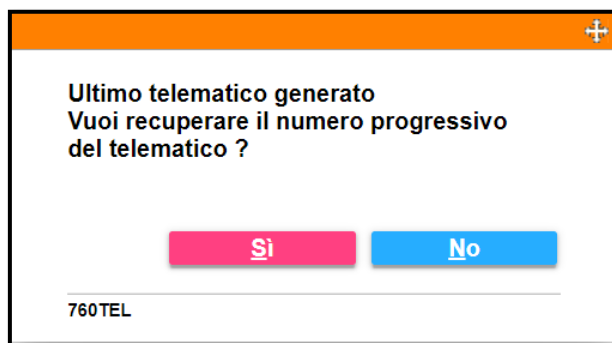 Ultimo telematico generato
Vuoi recuperare il numero progressivo
del telematico ?
Sì No
760TEL